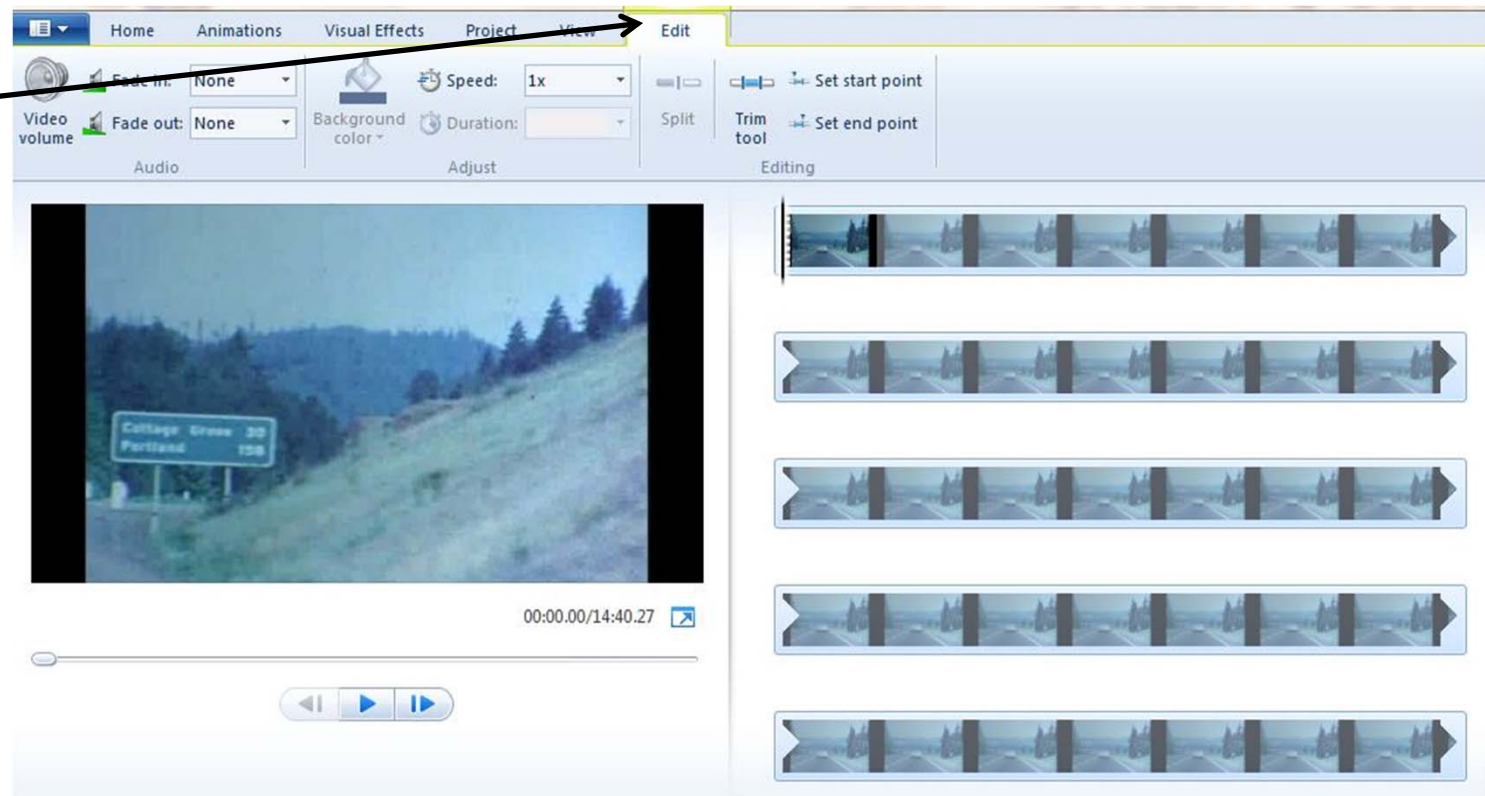 Home Animations Visual Effects Project View Edit
Fade in: None Speed: 1x Set start point
Video volume Fade out: None Background color Duration: Split Trim tool Set end point
Audio Adjust Editing
Cottage Grove 30
Portland 158
00:00.00/14:40.27